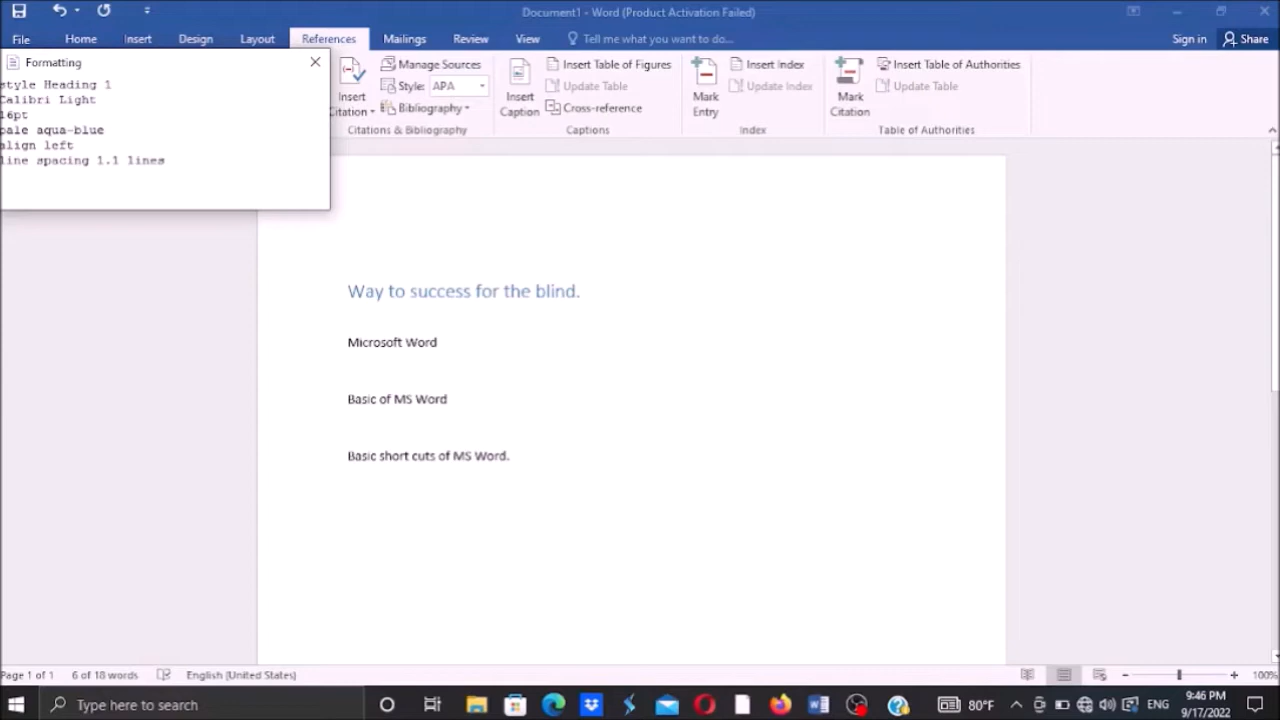 Document1 - Word (Product Activation Failed)
File Home Insert Design Layout References Mailings Review View Tell me what you want to do... Sign in Share
Formatting
style Heading 1
Calibri Light
16pt
pale aqua-blue
align left
line spacing 1.1 lines
Insert Citation
Manage Sources
Style: APA
Bibliography
Citations & Bibliography
Insert Caption
Insert Table of Figures
Update Table
Cross-reference
Captions
Mark Entry
Insert Index
Update Index
Index
Mark Citation
Insert Table of Authorities
Update Table
Table of Authorities
Way to success for the blind.
Microsoft Word
Basic of MS Word
Basic short cuts of MS Word.
Page 1 of 1 6 of 18 words English (United States) 100%
Type here to search
80°F
ENG
9:46 PM
9/17/2022